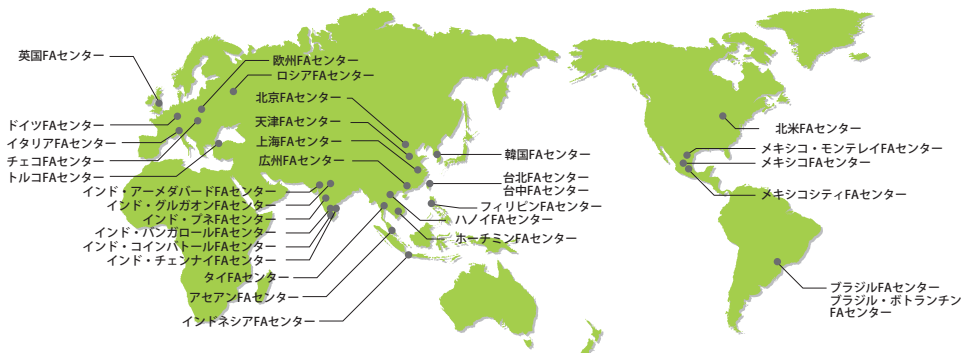 英国FAセンター
欧州FAセンター
ロシアFAセンター
北京FAセンター
ドイツFAセンター
天津FAセンター
北米FAセンター
イタリアFAセンター
上海FAセンター
メキシコ・モンテレイFAセンター
チェコFAセンター
広州FAセンター
韓国FAセンター
メキシコFAセンター
トルコFAセンター
台北FAセンター
台中FAセンター
インド・アーメダバードFAセンター
メキシコシティFAセンター
インド・グルガオンFAセンター
フィリピンFAセンター
インド・プネFAセンター
ハノイFAセンター
インド・バンガロールFAセンター
ホーチミンFAセンター
インド・コインバトールFAセンター
インド・チェンナイFAセンター
タイFAセンター
アセアンFAセンター
ブラジルFAセンター
ブラジル・ボトランチン
FAセンター
インドネシアFAセンター